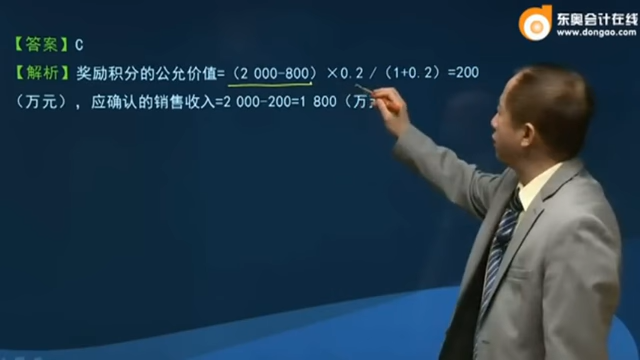 东奥会计在线
www.dongao.com
【答案】C
【解析】奖励积分的公允价值=(2 000-800)×0.2/(1+0.2)=200
(万元),应确认的销售收入=2 000-200=1 800(万